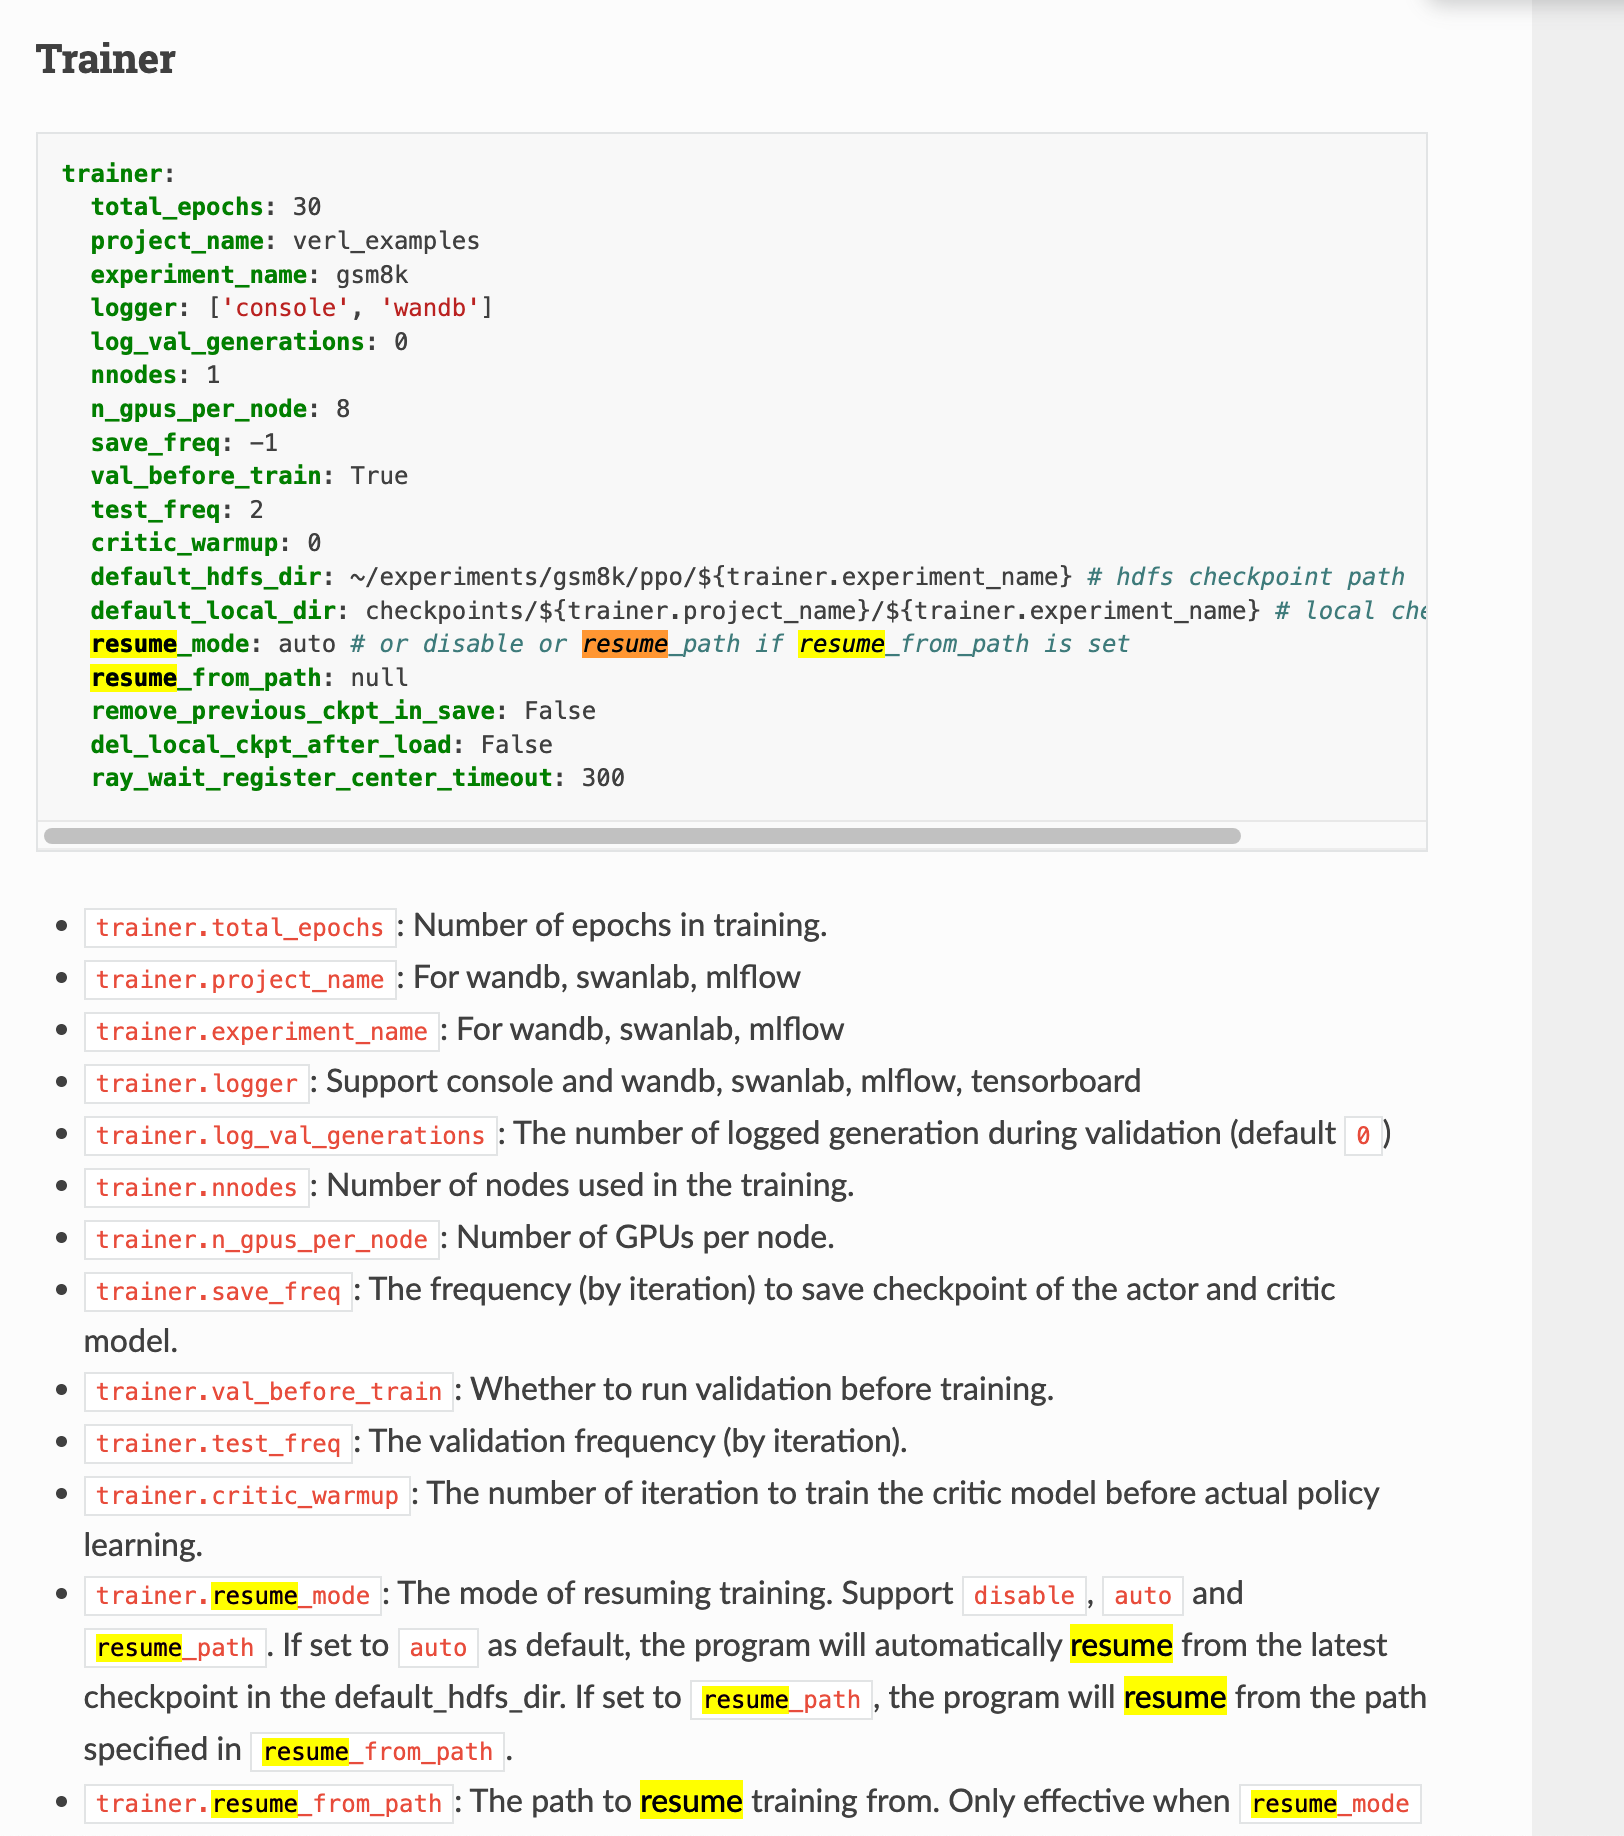 Trainer
trainer:
total_epochs: 30
project_name: verl_examples
experiment_name: gsm8k
logger: ['console', 'wandb']
log_val_generations: 0
nnodes: 1
n_gpus_per_node: 8
save_freq: -1
val_before_train: True
test_freq: 2
critic_warmup: 0
default_hdfs_dir: ~/experiments/gsm8k/ppo/${trainer.experiment_name} # hdfs checkpoint path
default_local_dir: checkpoints/${trainer.project_name}/${trainer.experiment_name} # local che
resume_mode: auto # or disable or resume_path if resume_from_path is set
resume_from_path: null
remove_previous_ckpt_in_save: False
del_local_ckpt_after_load: False
ray_wait_register_center_timeout: 300
• trainer.total_epochs: Number of epochs in training.
• trainer.project_name: For wandb, swanlab, mlflow
• trainer.experiment_name: For wandb, swanlab, mlflow
• trainer.logger: Support console and wandb, swanlab, mlflow, tensorboard
• trainer.log_val_generations: The number of logged generation during validation (default 0)
• trainer.nnodes: Number of nodes used in the training.
• trainer.n_gpus_per_node: Number of GPUs per node.
• trainer.save_freq: The frequency (by iteration) to save checkpoint of the actor and critic
model.
• trainer.val_before_train: Whether to run validation before training.
• trainer.test_freq: The validation frequency (by iteration).
• trainer.critic_warmup: The number of iteration to train the critic model before actual policy
learning.
• trainer.resume_mode: The mode of resuming training. Support disable, auto and
resume_path. If set to auto as default, the program will automatically resume from the latest
checkpoint in the default_hdfs_dir. If set to resume_path, the program will resume from the path
specified in resume_from_path.
• trainer.resume_from_path: The path to resume training from. Only effective when resume_mode